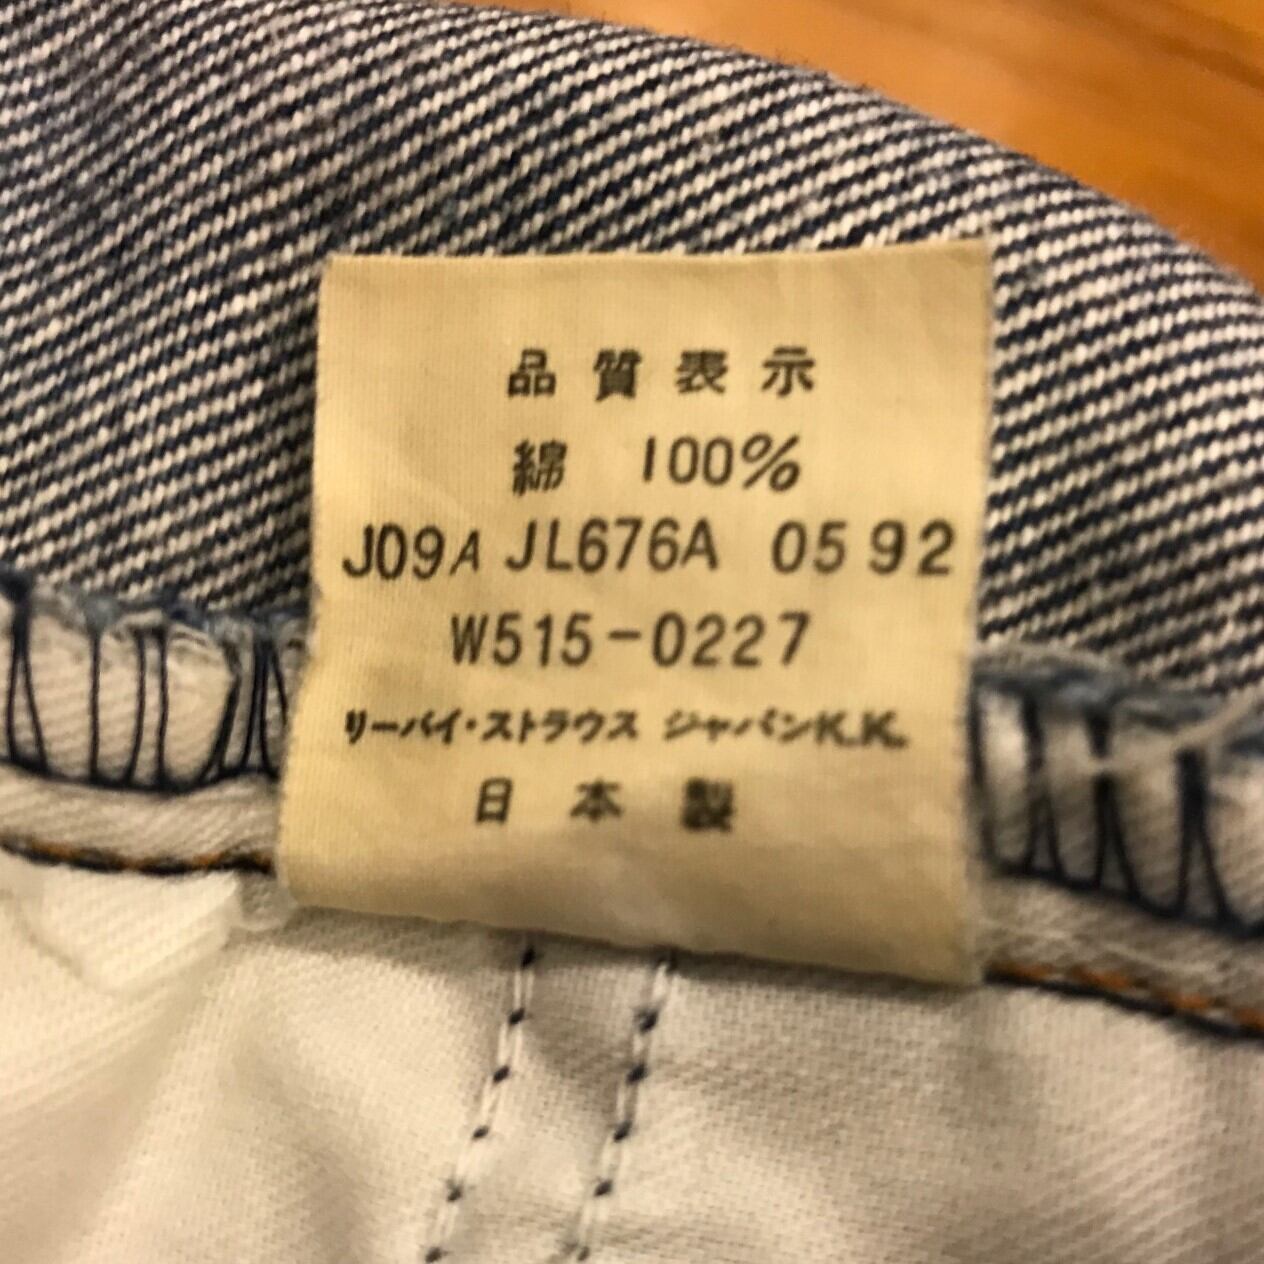 品質表示
綿 100%
J09A JL676A 0592
W515-0227
リーバイ・ストラウス ジャパンK.K.
日本製